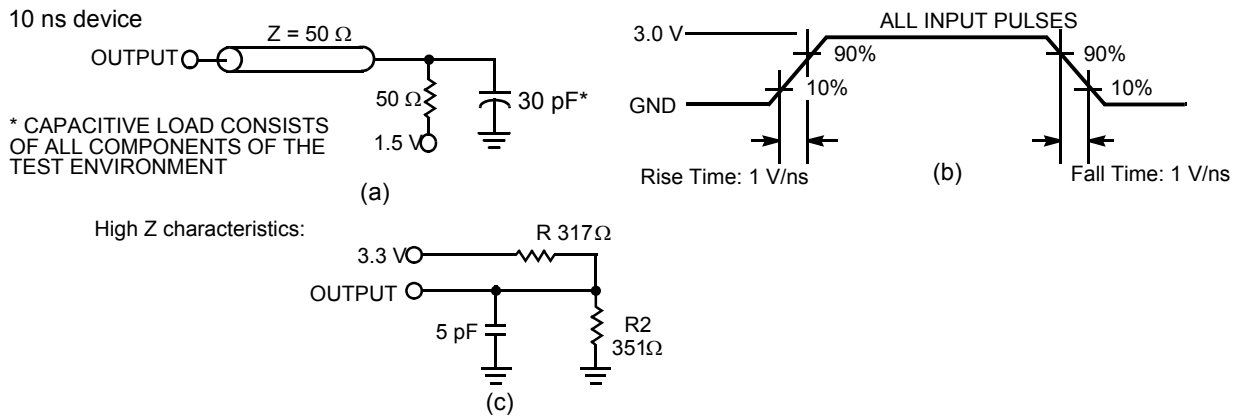 10 ns device
Z = 50 Ω
OUTPUT
50 Ω
30 pF*
1.5 V
* CAPACITIVE LOAD CONSISTS
OF ALL COMPONENTS OF THE
TEST ENVIRONMENT
(a)
ALL INPUT PULSES
3.0 V
90%
90%
10%
10%
GND
Rise Time: 1 V/ns
(b)
Fall Time: 1 V/ns
High Z characteristics:
R 317Ω
3.3 V
OUTPUT
5 pF
R2
351Ω
(c)